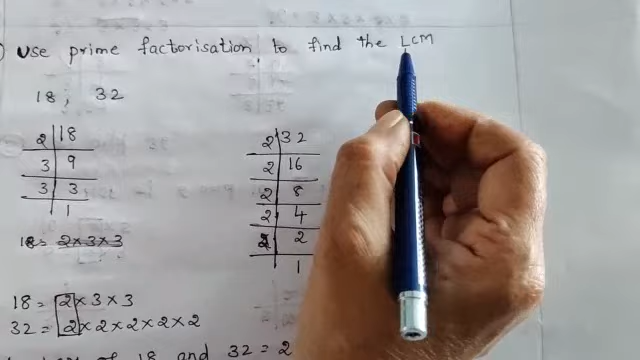 Use prime factorisation to find the LCM
18, 32
2 | 18
3 | 9
3 | 3
1
2 | 32
2 | 16
2 | 8
2 | 4
2 | 2
1
18 = 2 × 3 × 3
18 = 2 × 3 × 3
32 = 2 × 2 × 2 × 2 × 2
of 18 and 32 = 2